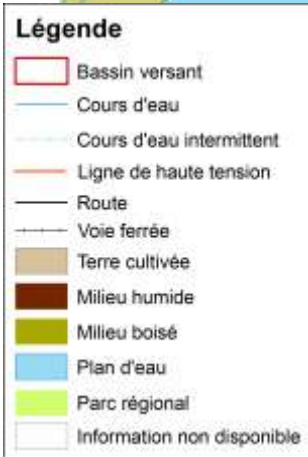 Légende
Bassin versant
Cours d'eau
Cours d'eau intermittent
Ligne de haute tension
Route
Voie ferrée
Terre cultivée
Milieu humide
Milieu boisé
Plan d'eau
Parc régional
Information non disponible